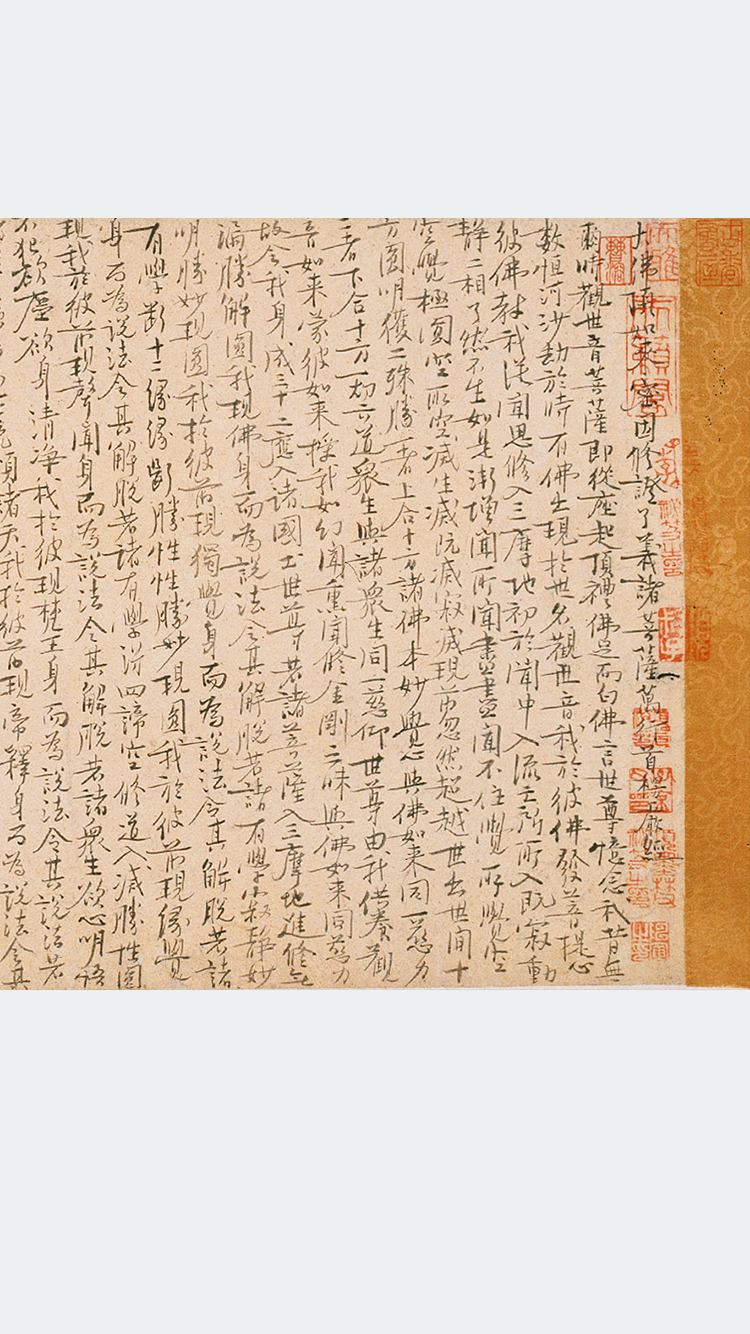 大佛頂如來密因修證了義諸菩薩萬行首楞嚴經
爾時觀世音菩薩即從座起頂禮佛足而白佛言世尊憶念我昔無
數恒河沙劫於時有佛出現於世名觀世音我於彼佛發菩提心
彼佛教我從聞思修入三摩地初於聞中入流亡所所入既寂動
靜二相了然不生如是漸增聞所聞盡盡聞不住覺所覺空
空覺極圓空所空滅生滅既滅寂滅現前忽然超越世出世間十
方圓明獲二殊勝一者上合十方諸佛本妙覺心與佛如來同一慈力
二者下合十方一切六道衆生與諸衆生同一悲仰世尊由我供養觀
音如來蒙彼如來授我如幻聞熏聞修金剛三昧與佛如來同慈力
故令我身成三十二應入諸國土世尊若諸菩薩入三摩地進修無
漏勝解圓我現佛身而為說法令其解脫若諸有學寂靜妙
明勝妙現圓我於彼前現獨覺身而為說法令其解脫若諸
有學斷十二緣緣斷勝性性勝妙現圓我於彼前現緣覺
身而為說法令其解脫若諸有學得四諦空修道入滅勝性圓
現我於彼前現聲聞身而為說法令其解脫若諸衆生欲心明悟
不犯欲塵欲身清淨我於彼現梵王身而為說法令其說法若
統領諸天我於彼前現帝釋身而為說法令其